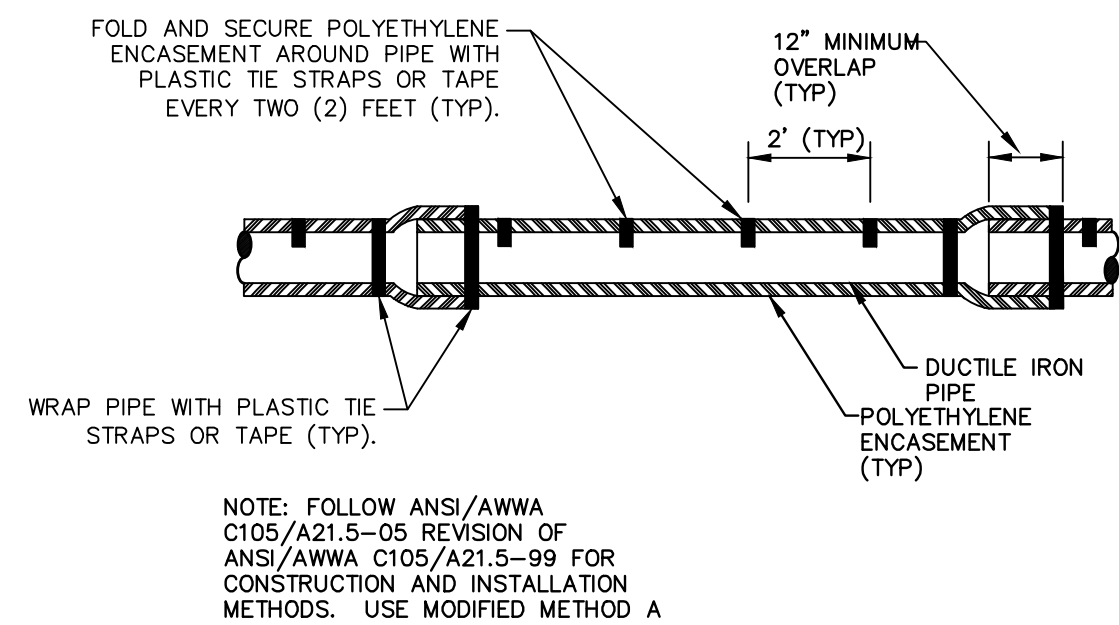 FOLD AND SECURE POLYETHYLENE
ENCASEMENT AROUND PIPE WITH
PLASTIC TIE STRAPS OR TAPE
EVERY TWO (2) FEET (TYP).
12" MINIMUM
OVERLAP
(TYP)
2' (TYP)
DUCTILE IRON
PIPE
POLYETHYLENE
ENCASEMENT
(TYP)
WRAP PIPE WITH PLASTIC TIE
STRAPS OR TAPE (TYP).
NOTE: FOLLOW ANSI/AWWA
C105/A21.5-05 REVISION OF
ANSI/AWWA C105/A21.5-99 FOR
CONSTRUCTION AND INSTALLATION
METHODS. USE MODIFIED METHOD A